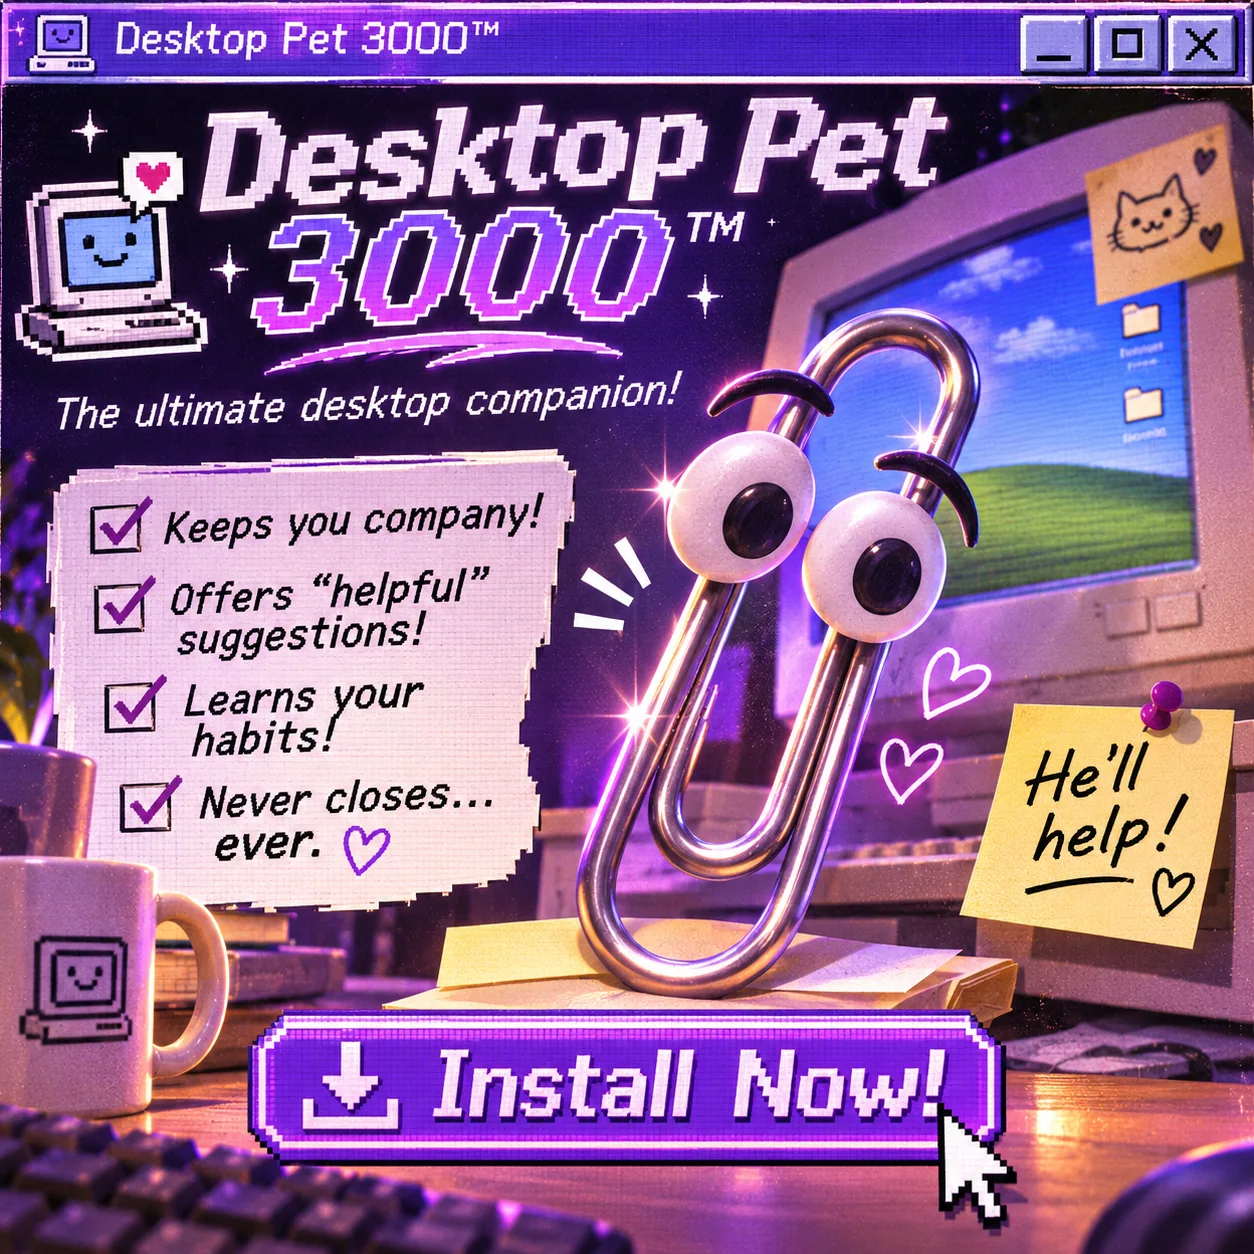 Desktop Pet 3000™
Desktop Pet
3000™
The ultimate desktop companion!
Keeps you company!
Offers “helpful”
suggestions!
Learns your
habits!
Never closes...
ever.
He'll
help!
Install Now!